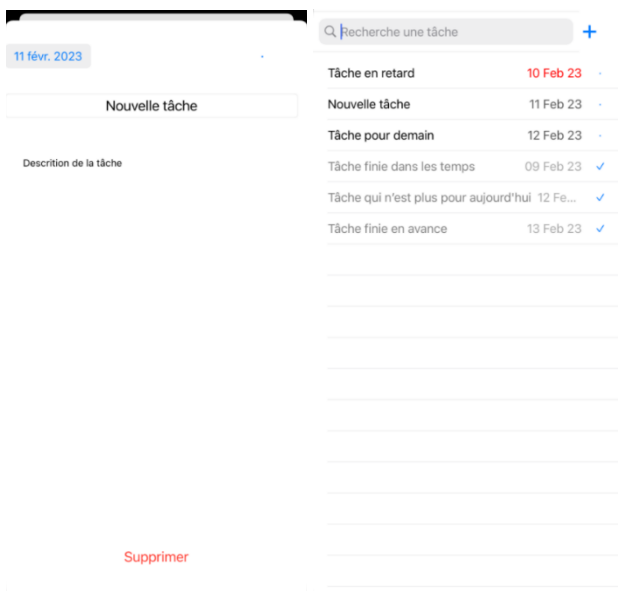 11 févr. 2023
Nouvelle tâche
Descrition de la tâche
Supprimer
Recherche une tâche
Tâche en retard 10 Feb 23
Nouvelle tâche 11 Feb 23
Tâche pour demain 12 Feb 23
Tâche finie dans les temps 09 Feb 23
Tâche qui n'est plus pour aujourd'hui 12 Fe...
Tâche finie en avance 13 Feb 23